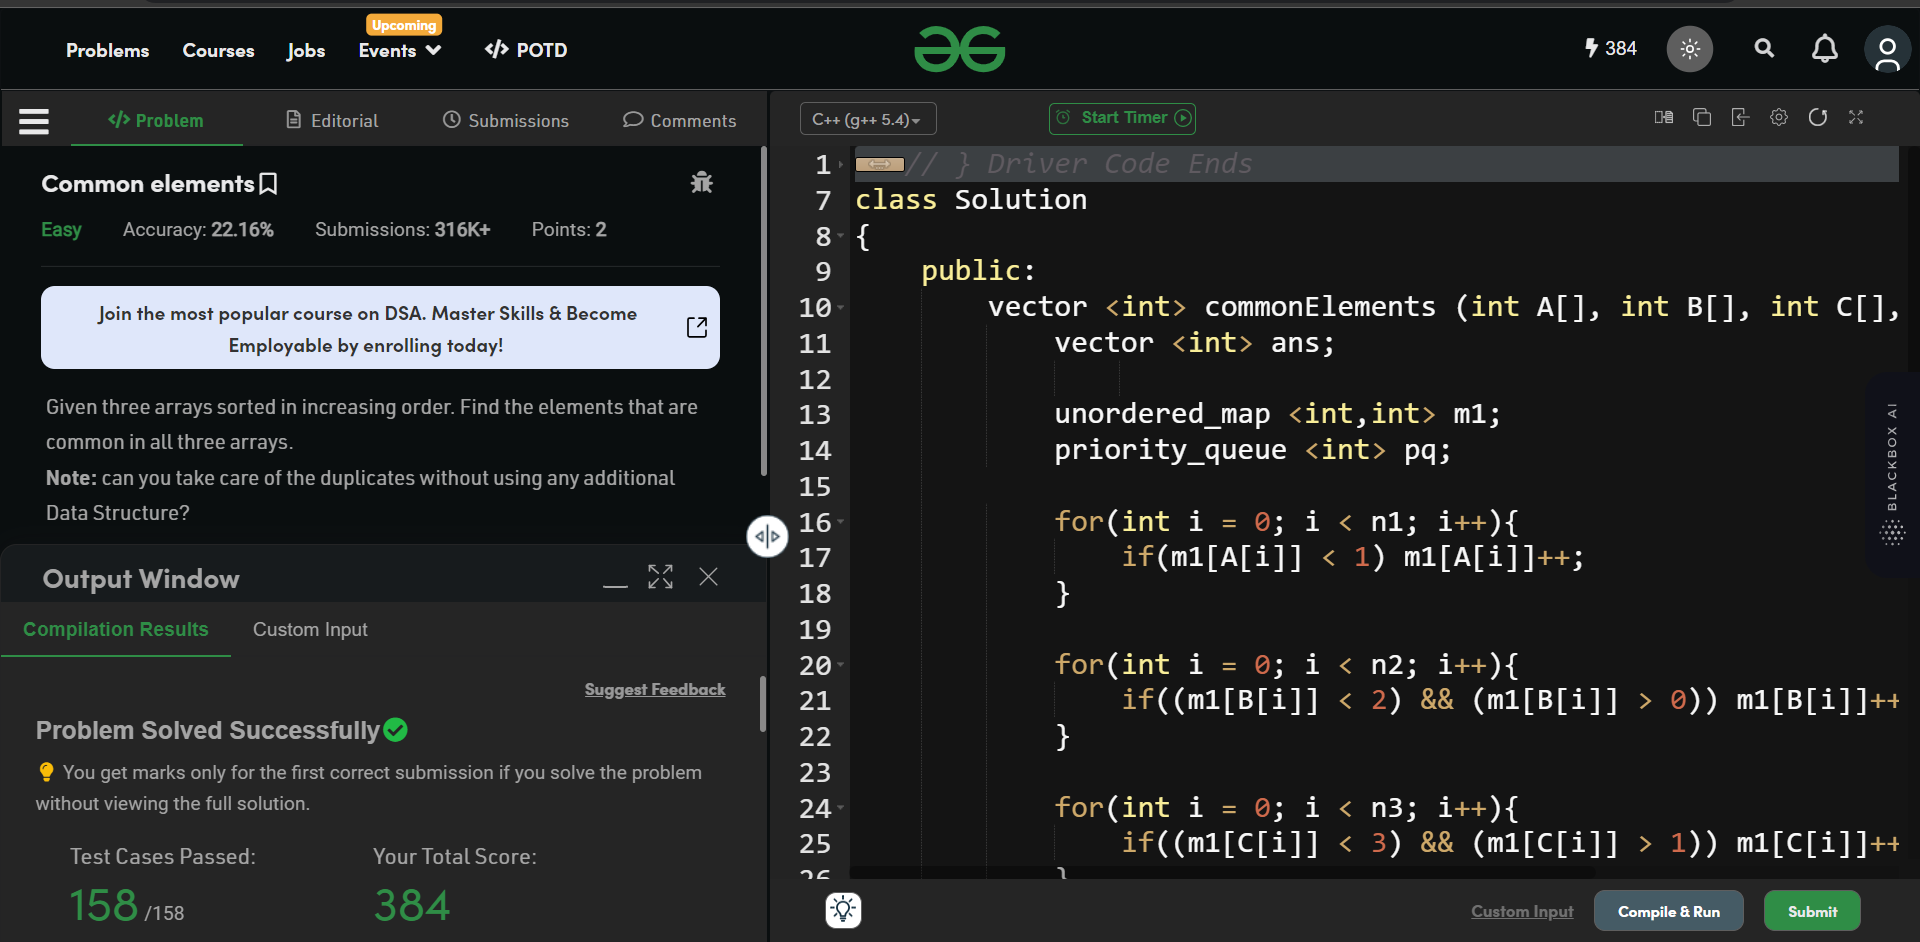 Problems Courses Jobs Upcoming Events </> POTD 384
</> Problem Editorial Submissions Comments
Common elements
Easy Accuracy: 22.16% Submissions: 316K+ Points: 2
Join the most popular course on DSA. Master Skills & Become
Employable by enrolling today!
Given three arrays sorted in increasing order. Find the elements that are
common in all three arrays.
Note: can you take care of the duplicates without using any additional
Data Structure?
Output Window
Compilation Results Custom Input
Suggest Feedback
Problem Solved Successfully
You get marks only for the first correct submission if you solve the problem
without viewing the full solution.
Test Cases Passed: Your Total Score:
158 /158 384
C++ (g++ 5.4) Start Timer
1 // } Driver Code Ends
7 class Solution
8 {
9 public:
10 vector <int> commonElements (int A[], int B[], int C[],
11 vector <int> ans;
12
13 unordered_map <int,int> m1;
14 priority_queue <int> pq;
15
16 for(int i = 0; i < n1; i++){
17 if(m1[A[i]] < 1) m1[A[i]]++;
18 }
19
20 for(int i = 0; i < n2; i++){
21 if((m1[B[i]] < 2) && (m1[B[i]] > 0)) m1[B[i]]++
22 }
23
24 for(int i = 0; i < n3; i++){
25 if((m1[C[i]] < 3) && (m1[C[i]] > 1)) m1[C[i]]++
26 }
BLACKBOX AI
Custom Input Compile & Run Submit